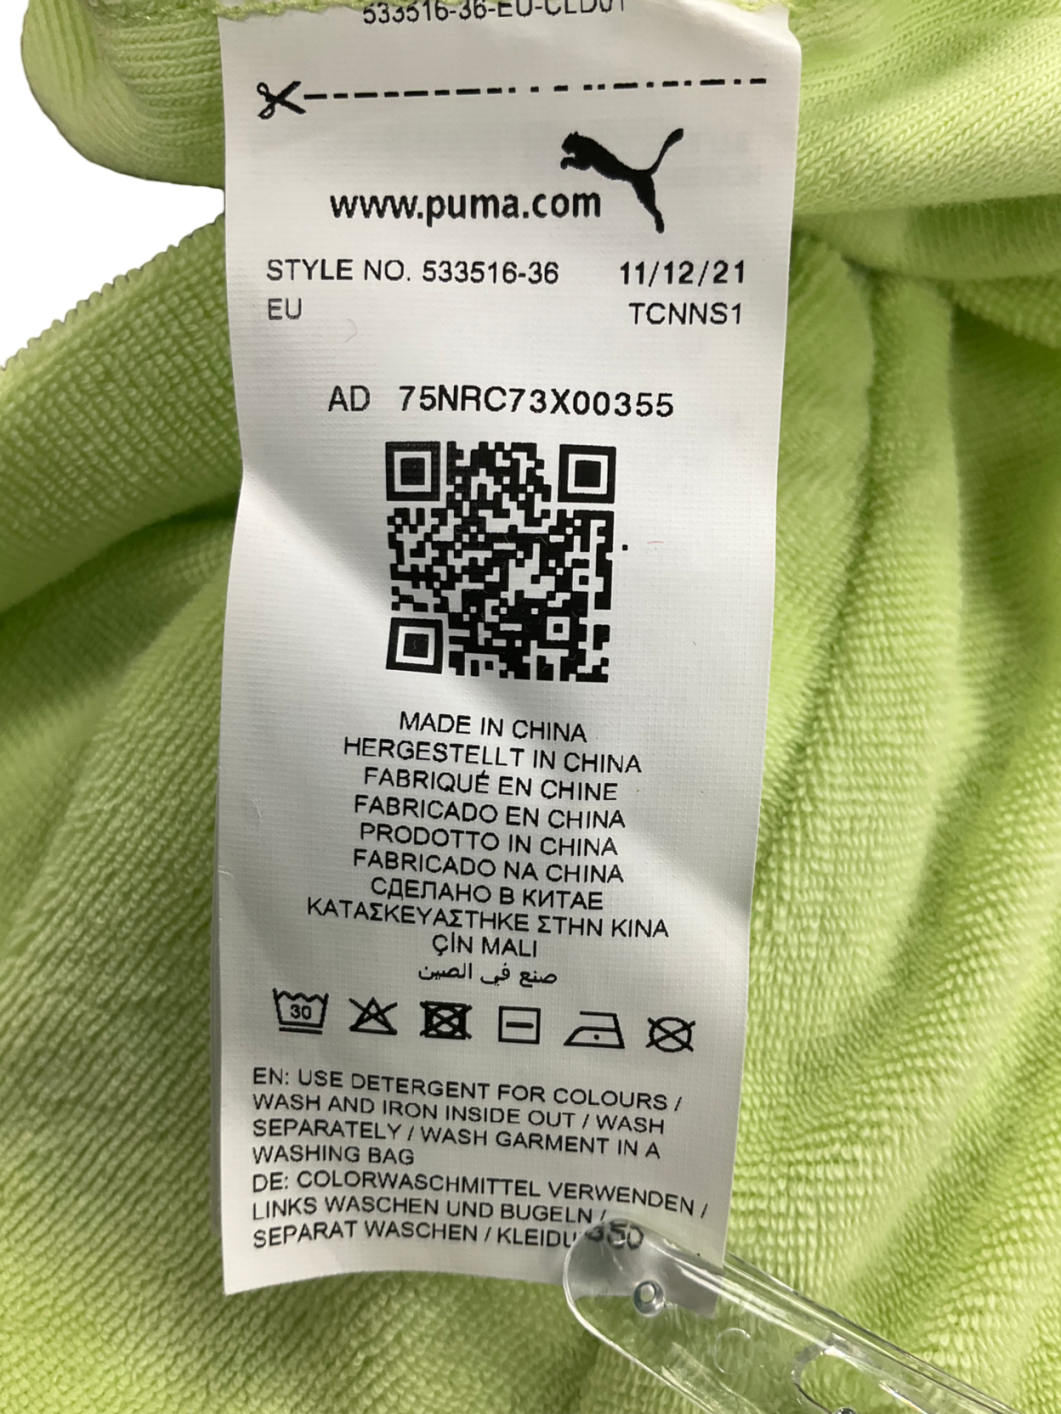 533516-36-EU-CLD01
www.puma.com
STYLE NO. 533516-36 11/12/21
EU TCNNS1
AD 75NRC73X00355
MADE IN CHINA
HERGESTELLT IN CHINA
FABRIQUÉ EN CHINE
FABRICADO EN CHINA
PRODOTTO IN CHINA
FABRICADO NA CHINA
СДЕЛАНО В КИТАЕ
ΚΑΤΑΣΚΕΥΑΣΤΗΚΕ ΣΤΗΝ ΚΙΝΑ
ÇİN MALI
صنع في الصين
30
EN: USE DETERGENT FOR COLOURS /
WASH AND IRON INSIDE OUT / WASH
SEPARATELY / WASH GARMENT IN A
WASHING BAG
DE: COLORWASCHMITTEL VERWENDEN /
LINKS WASCHEN UND BUGELN /
SEPARAT WASCHEN /